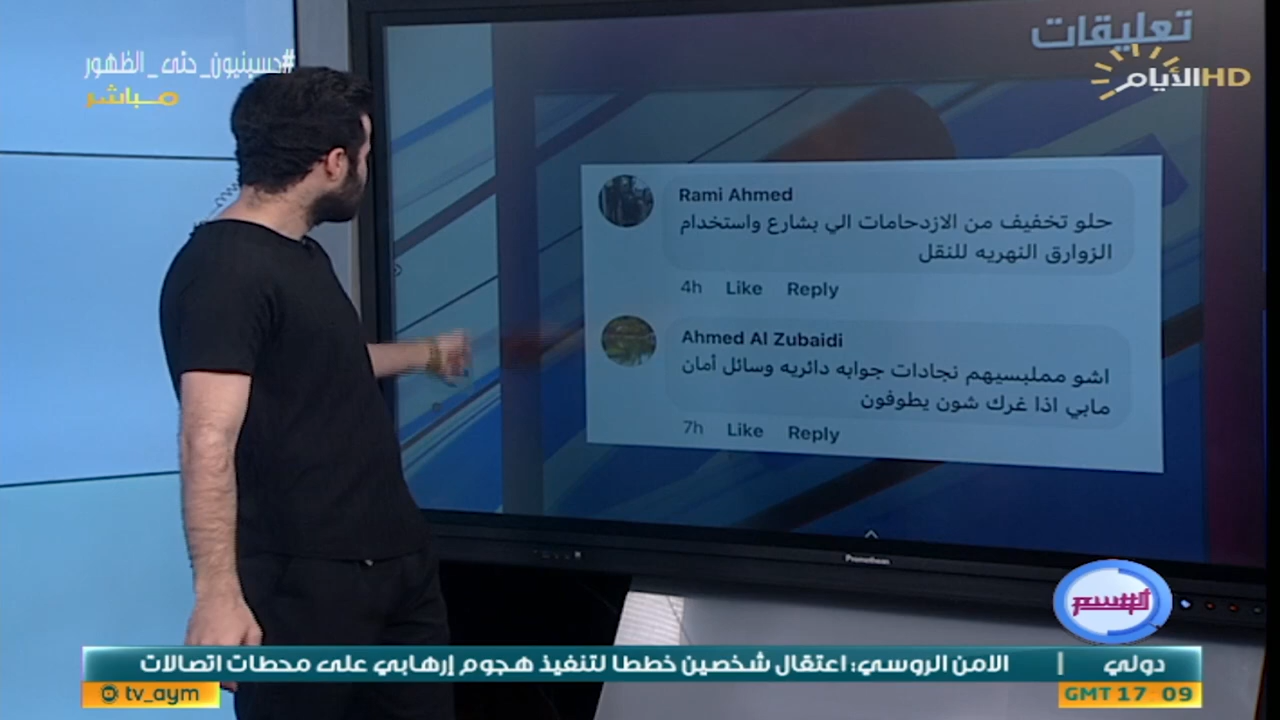 تعليقات
#حسينيون_حتى_الظهور
مباشر
الأيام HD
Rami Ahmed
حلو تخفيف من الازدحامات الي بشارع واستخدام
الزوارق النهريه للنقل
4h Like Reply
Ahmed Al Zubaidi
اشو مملبسيهم نجادات جوابه دائريه وسائل أمان
مابي اذا غرك شون يطوفون
7h Like Reply
Promethean
دولي | الامن الروسي: اعتقال شخصين خططا لتنفيذ هجوم إرهابي على محطات اتصالات
tv_aym
GMT 17 09